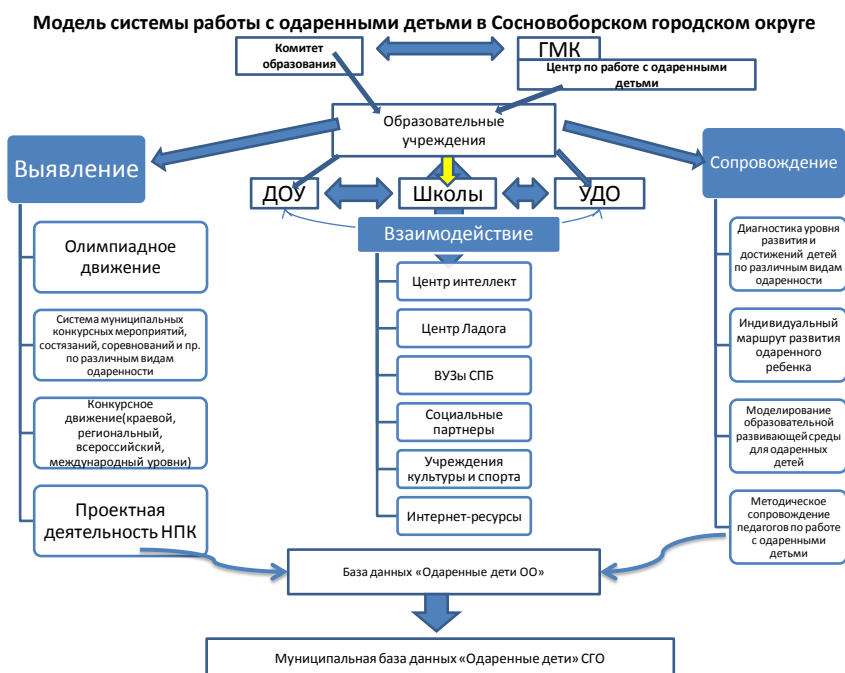 Модель системы работы с одаренными детьми в Сосновоборском городском округе
Комитет
образования
ГМК
Центр по работе с одаренными
детьми
Образовательные
учреждения
Выявление
Сопровождение
ДОУ
Школы
УДО
Взаимодействие
Олимпиадное
движение
Система муниципальных
конкурсных мероприятий,
состязаний, соревнований и пр.
по различным видам
одаренности
Конкурсное
движение(краевой,
региональный,
всероссийский,
международный уровни)
Проектная
деятельность НПК
Центр интеллект
Центр Ладога
ВУЗы СПБ
Социальные
партнеры
Учреждения
культуры и спорта
Интернет-ресурсы
Диагностика уровня
развития и
достижений детей
по различным видам
одаренности
Индивидуальный
маршрут развития
одаренного
ребенка
Моделирование
образовательной
развивающей среды
для одаренных
детей
Методическое
сопровождение
педагогов по работе
с одаренными
детьми
База данных «Одаренные дети ОО»
Муниципальная база данных «Одаренные дети» СГО